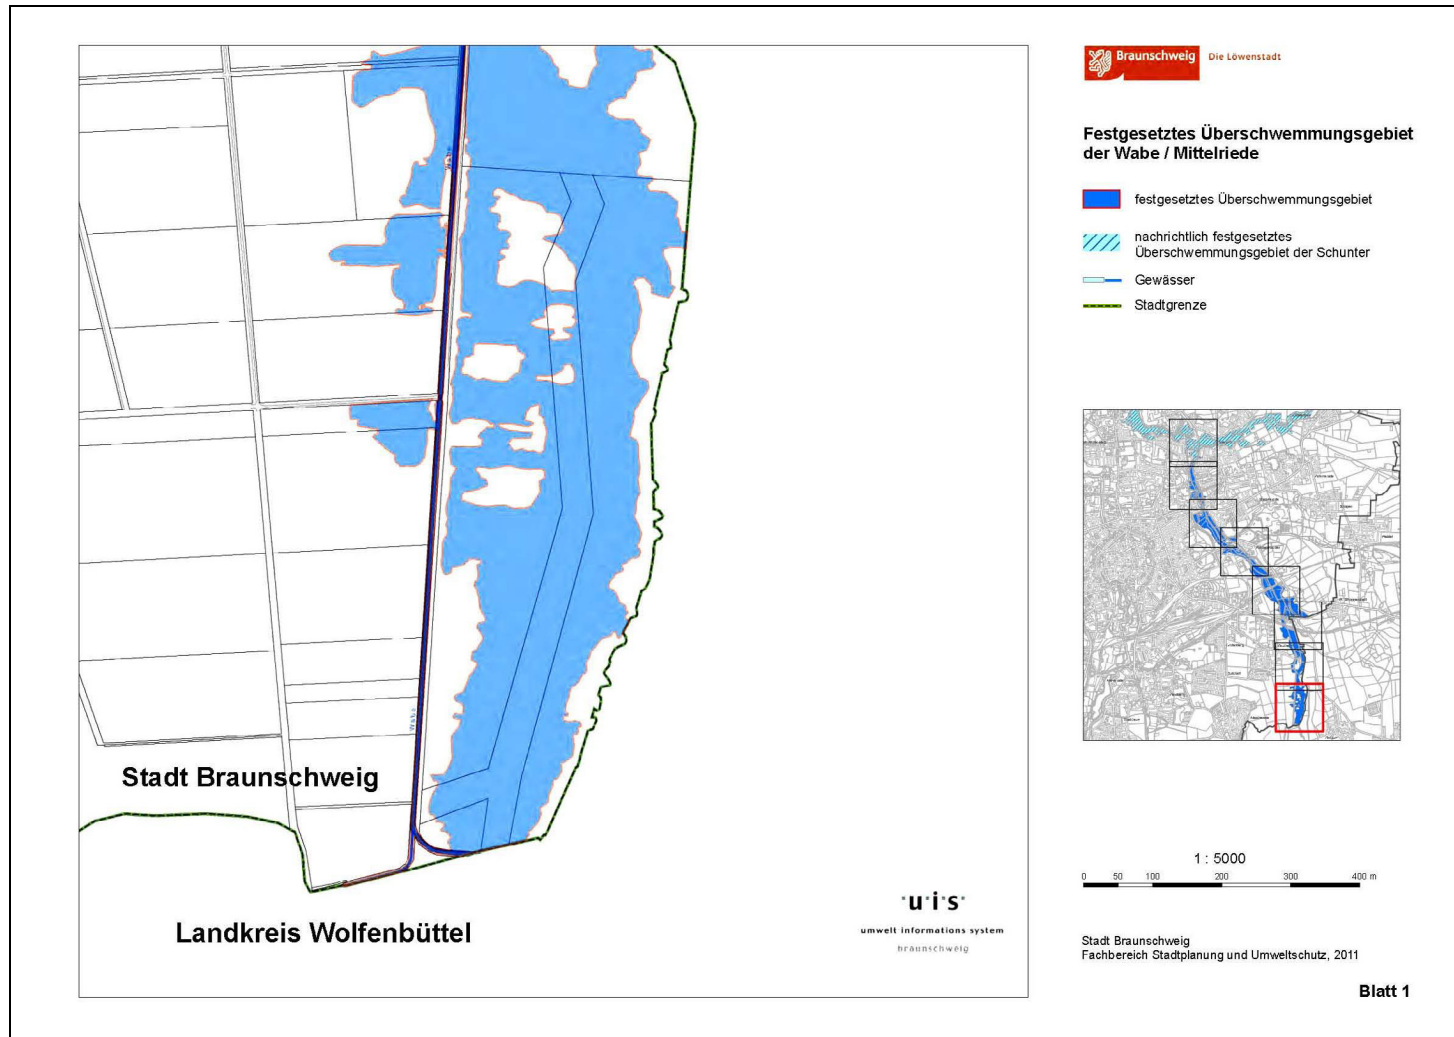 Braunschweig Die Löwenstadt
Festgesetztes Überschwemmungsgebiet
der Wabe / Mittelriede
festgesetztes Überschwemmungsgebiet
nachrichtlich festgesetztes
Überschwemmungsgebiet der Schunter
Gewässer
Stadtgrenze
Wabe
Wabe
Stadt Braunschweig
Landkreis Wolfenbüttel
u·i·s
umwelt informations system
braunschweig
1 : 5000
0 50 100 200 300 400 m
Stadt Braunschweig
Fachbereich Stadtplanung und Umweltschutz, 2011
Blatt 1